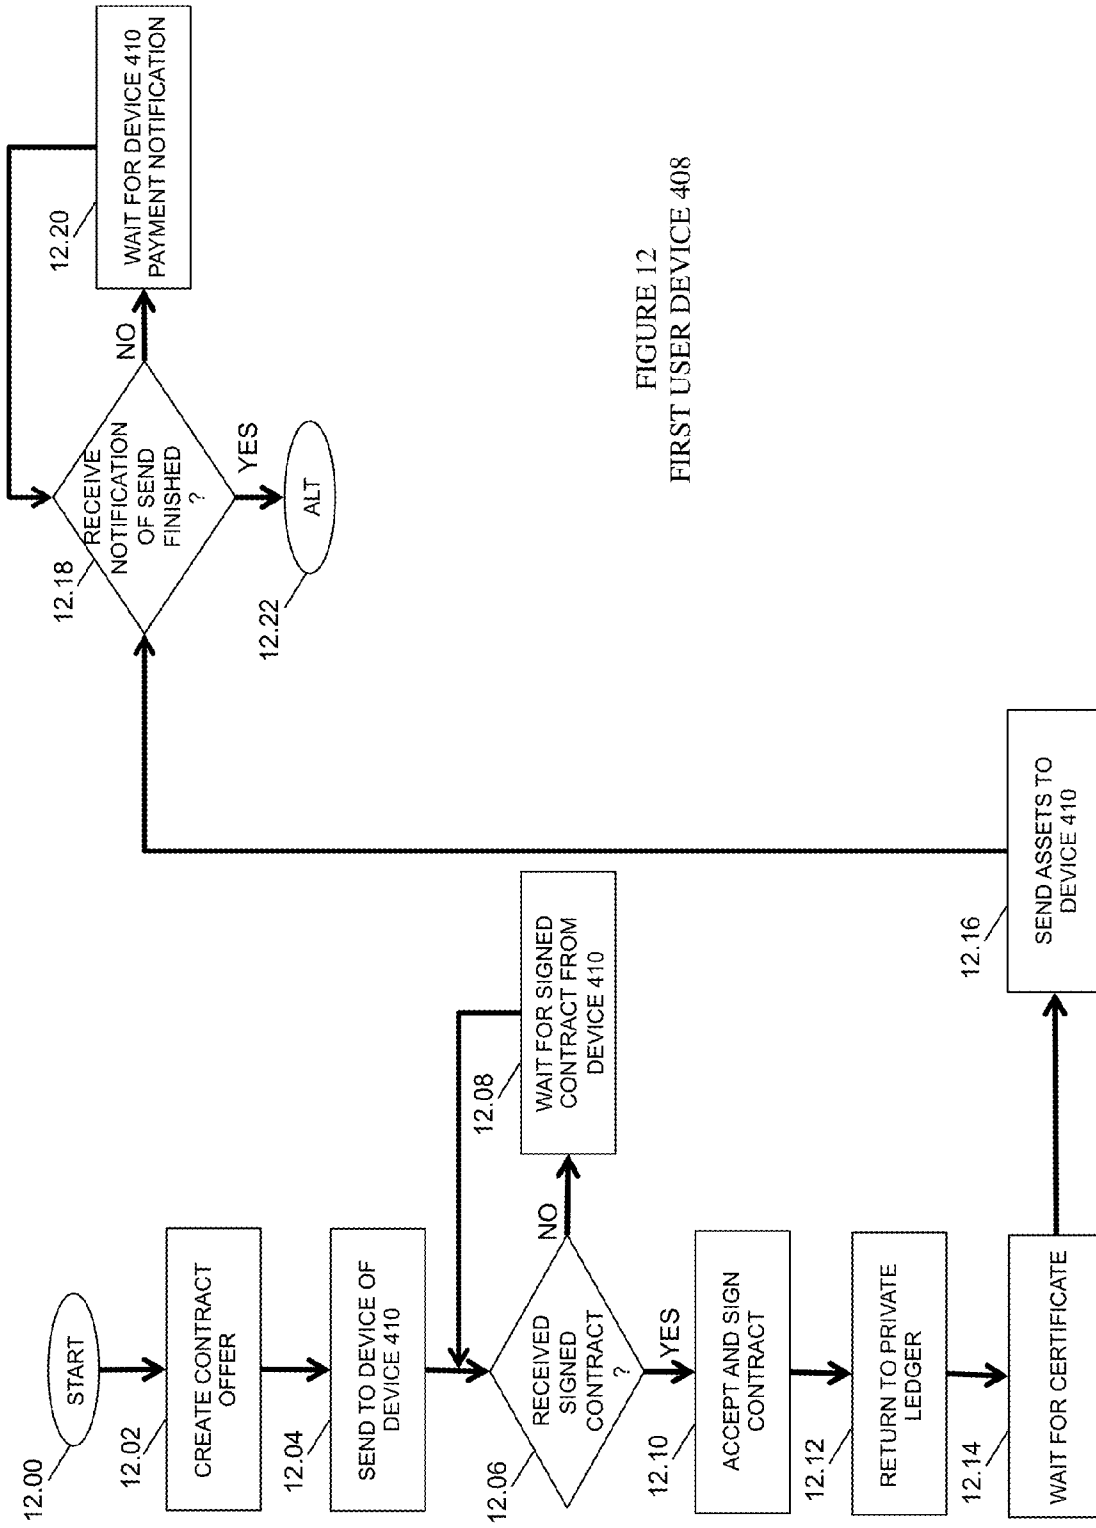 12.00
START
12.02
CREATE CONTRACT
OFFER
12.04
SEND TO DEVICE OF
DEVICE 410
12.06
RECEIVED
SIGNED
CONTRACT
?
NO
YES
12.08
WAIT FOR SIGNED
CONTRACT FROM
DEVICE 410
12.10
ACCEPT AND SIGN
CONTRACT
12.12
RETURN TO PRIVATE
LEDGER
12.14
WAIT FOR CERTIFICATE
12.16
SEND ASSETS TO
DEVICE 410
12.18
RECEIVE
NOTIFICATION
OF SEND
FINISHED
?
NO
YES
12.20
WAIT FOR DEVICE 410
PAYMENT NOTIFICATION
12.22
ALT
FIGURE 12
FIRST USER DEVICE 408